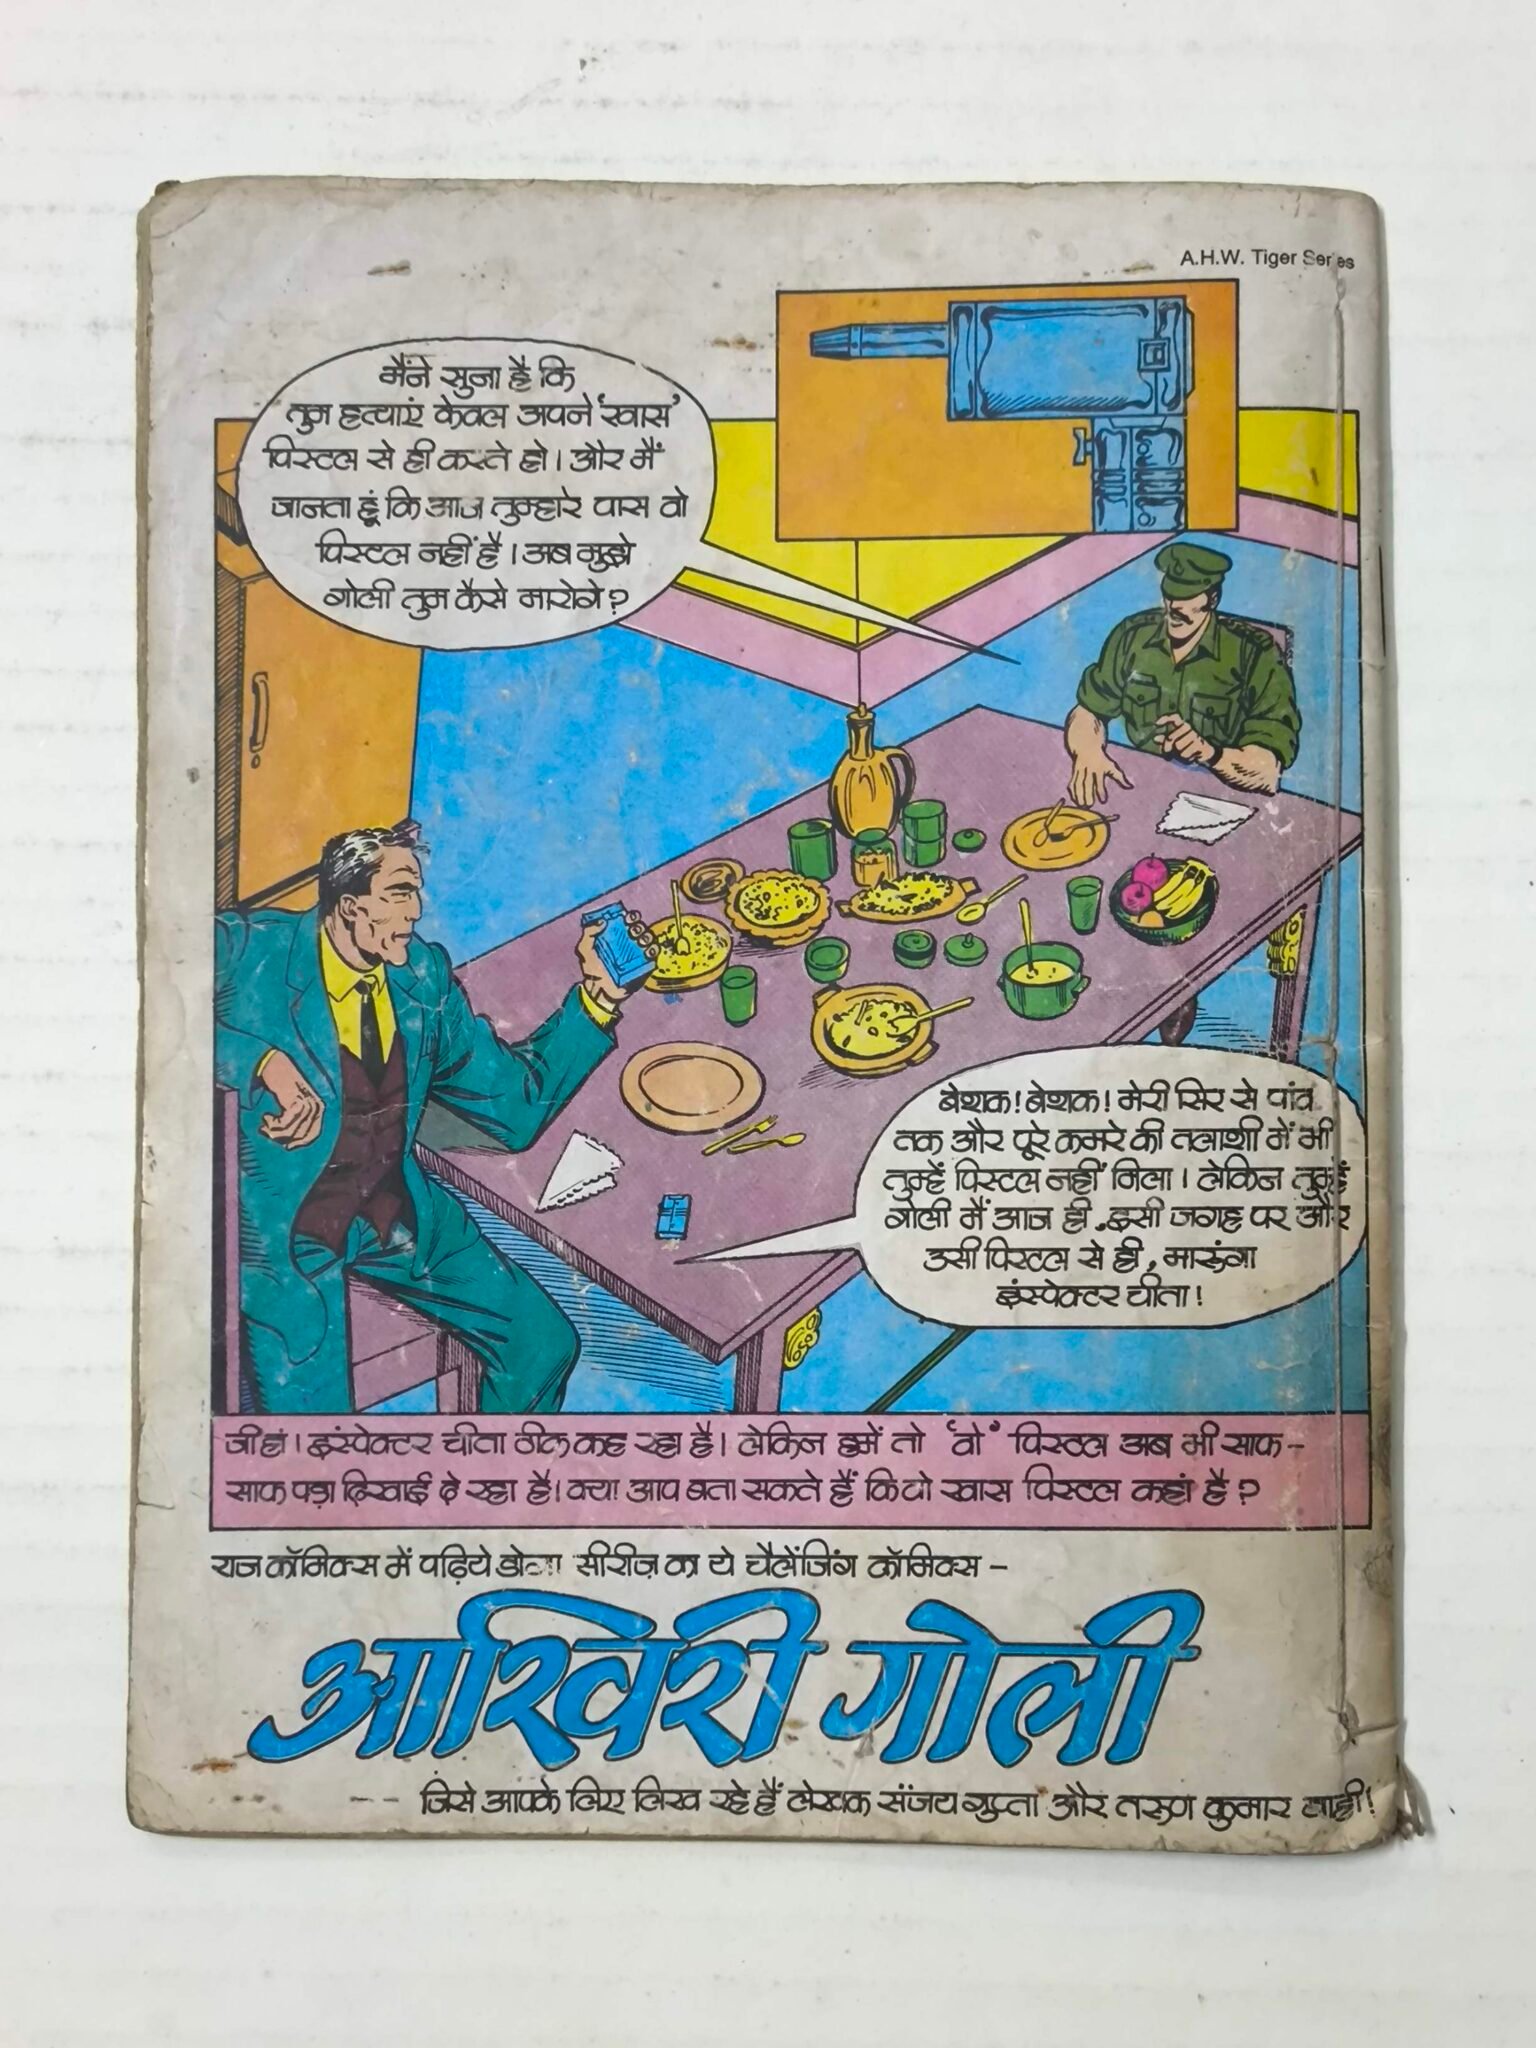 A.H.W. Tiger Series
मैंने सुना है कि
तुम हत्याएं केवल अपने 'खास'
पिस्टल से ही करते हो। और मैं
जानता हूं कि आज तुम्हारे पास वो
पिस्टल नहीं है। अब मुझे
गोली तुम कैसे मारोगे?
बेशक! बेशक! मेरी सिर से पांव
तक और पूरे कमरे की तलाशी में भी
तुम्हें पिस्टल नहीं मिला। लेकिन तुम्हें
गोली मैं आज ही, इसी जगह पर और
उसी पिस्टल से ही, मारूंगा
इंस्पेक्टर चीता!
जी हां। इंस्पेक्टर चीता ठीक कह रहा है। लेकिन हमें तो 'वो' पिस्टल अब भी साफ-
साफ पड़ा दिखाई दे रहा है। क्या आप बता सकते हैं कि वो खास पिस्टल कहां है?
राज कॉमिक्स में पढ़िये डोगा सीरीज़ का ये चैलेंजिंग कॉमिक्स -
आखिरी गोली
-- जिसे आपके लिए लिख रहे हैं लेखक संजय गुप्ता और तरुण कुमार वाही!